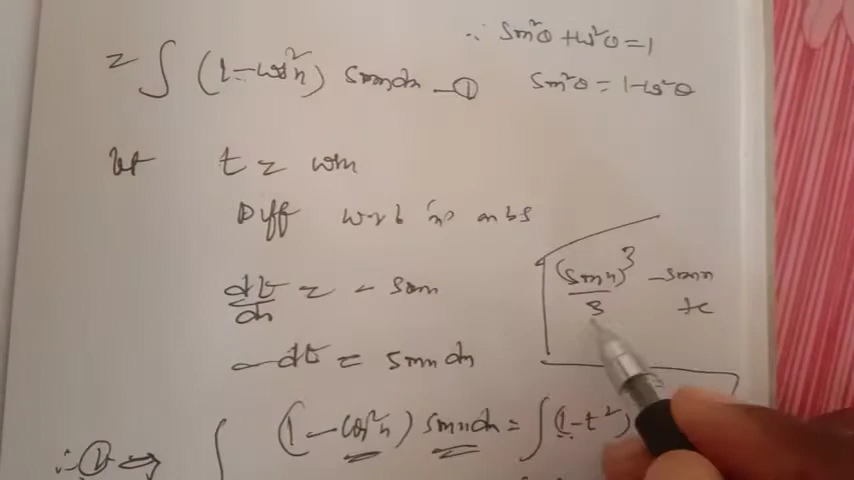 ∵ sin²θ + cos²θ = 1
= ∫ (1 - cos²x) sinx dx — ①
sin²θ = 1 - cos²θ
let t = cosx
Diff w.r.t x on b.s
dt/dx = - sinx
(sinx)³/3 - sinx + c
- dt = sinx dx
∴ ① ⇒ ∫ (1 - cos²x) sinx dx = ∫ (1 - t²)